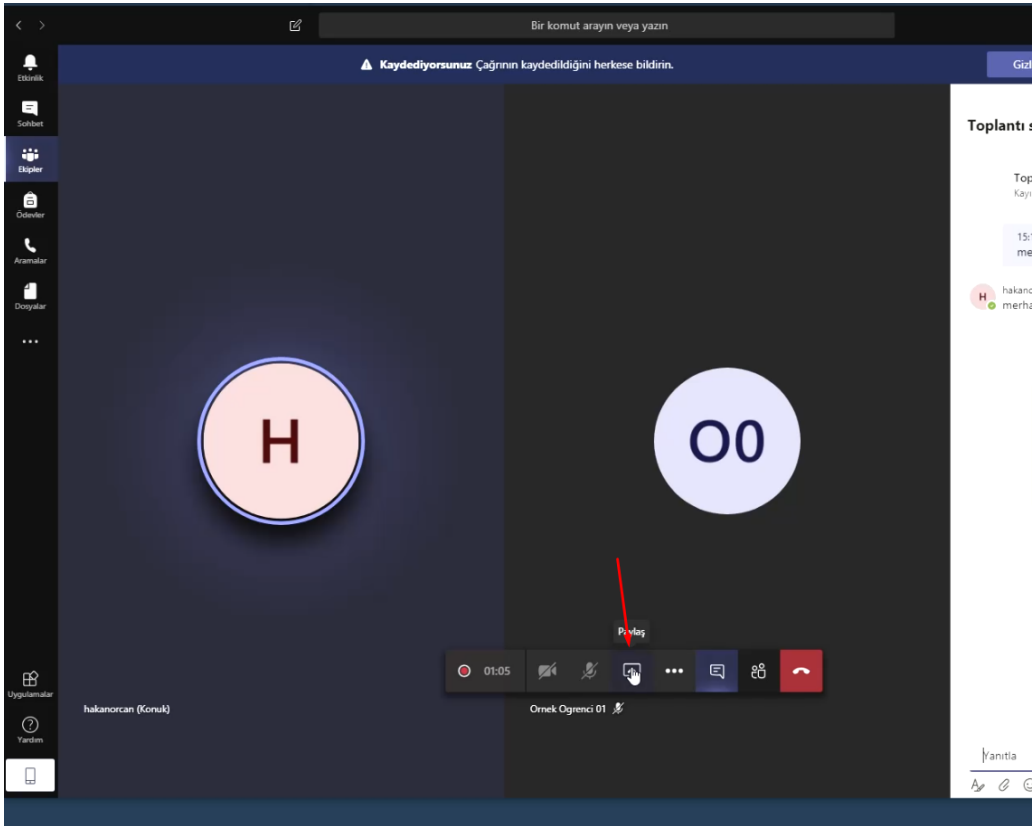 Bir komut arayın veya yazın
Kaydediyorsunuz Çağrının kaydedildiğini herkese bildirin.
Etkinlik
Sohbet
Ekipler
Ödevler
Aramalar
Dosyalar
Uygulamalar
Yardım
H
O0
Paylaş
01:05
hakanorcan (Konuk)
Ornek Ogrenci 01
Toplantı
H
Yanıtla